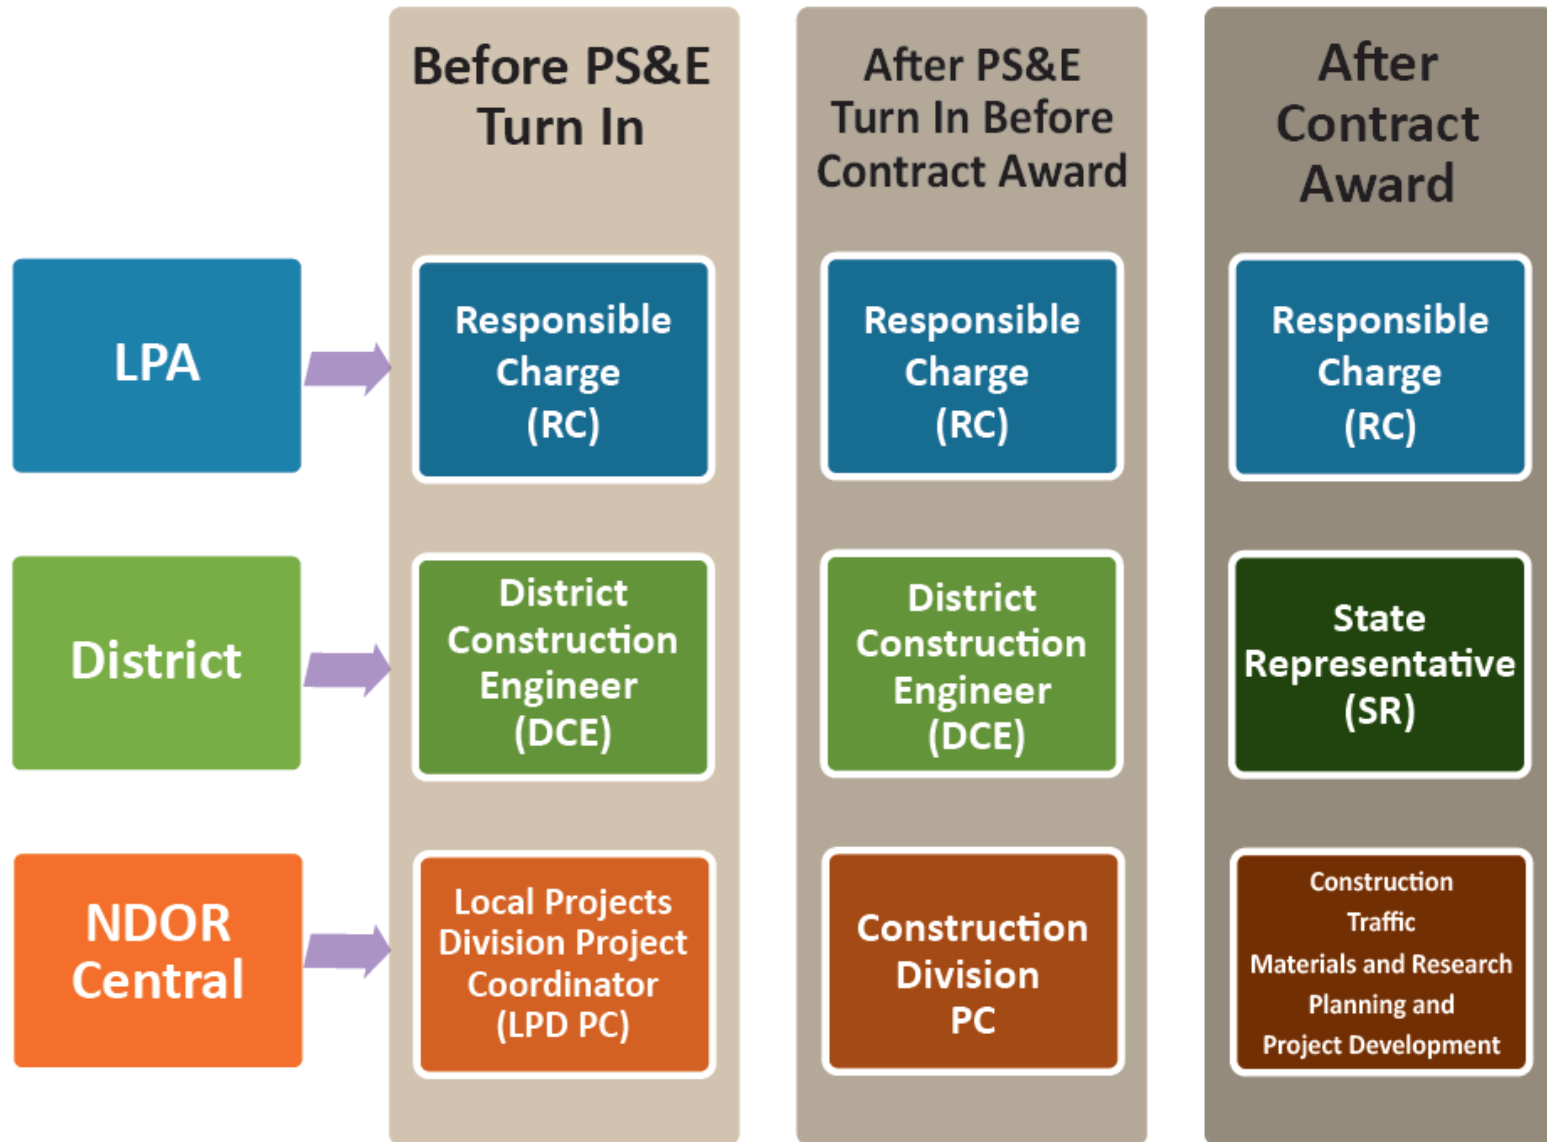 Before PS&E
Turn In
After PS&E
Turn In Before
Contract Award
After
Contract
Award
LPA
Responsible
Charge
(RC)
Responsible
Charge
(RC)
Responsible
Charge
(RC)
District
District
Construction
Engineer
(DCE)
District
Construction
Engineer
(DCE)
State
Representative
(SR)
NDOR
Central
Local Projects
Division Project
Coordinator
(LPD PC)
Construction
Division
PC
Construction
Traffic
Materials and Research
Planning and
Project Development